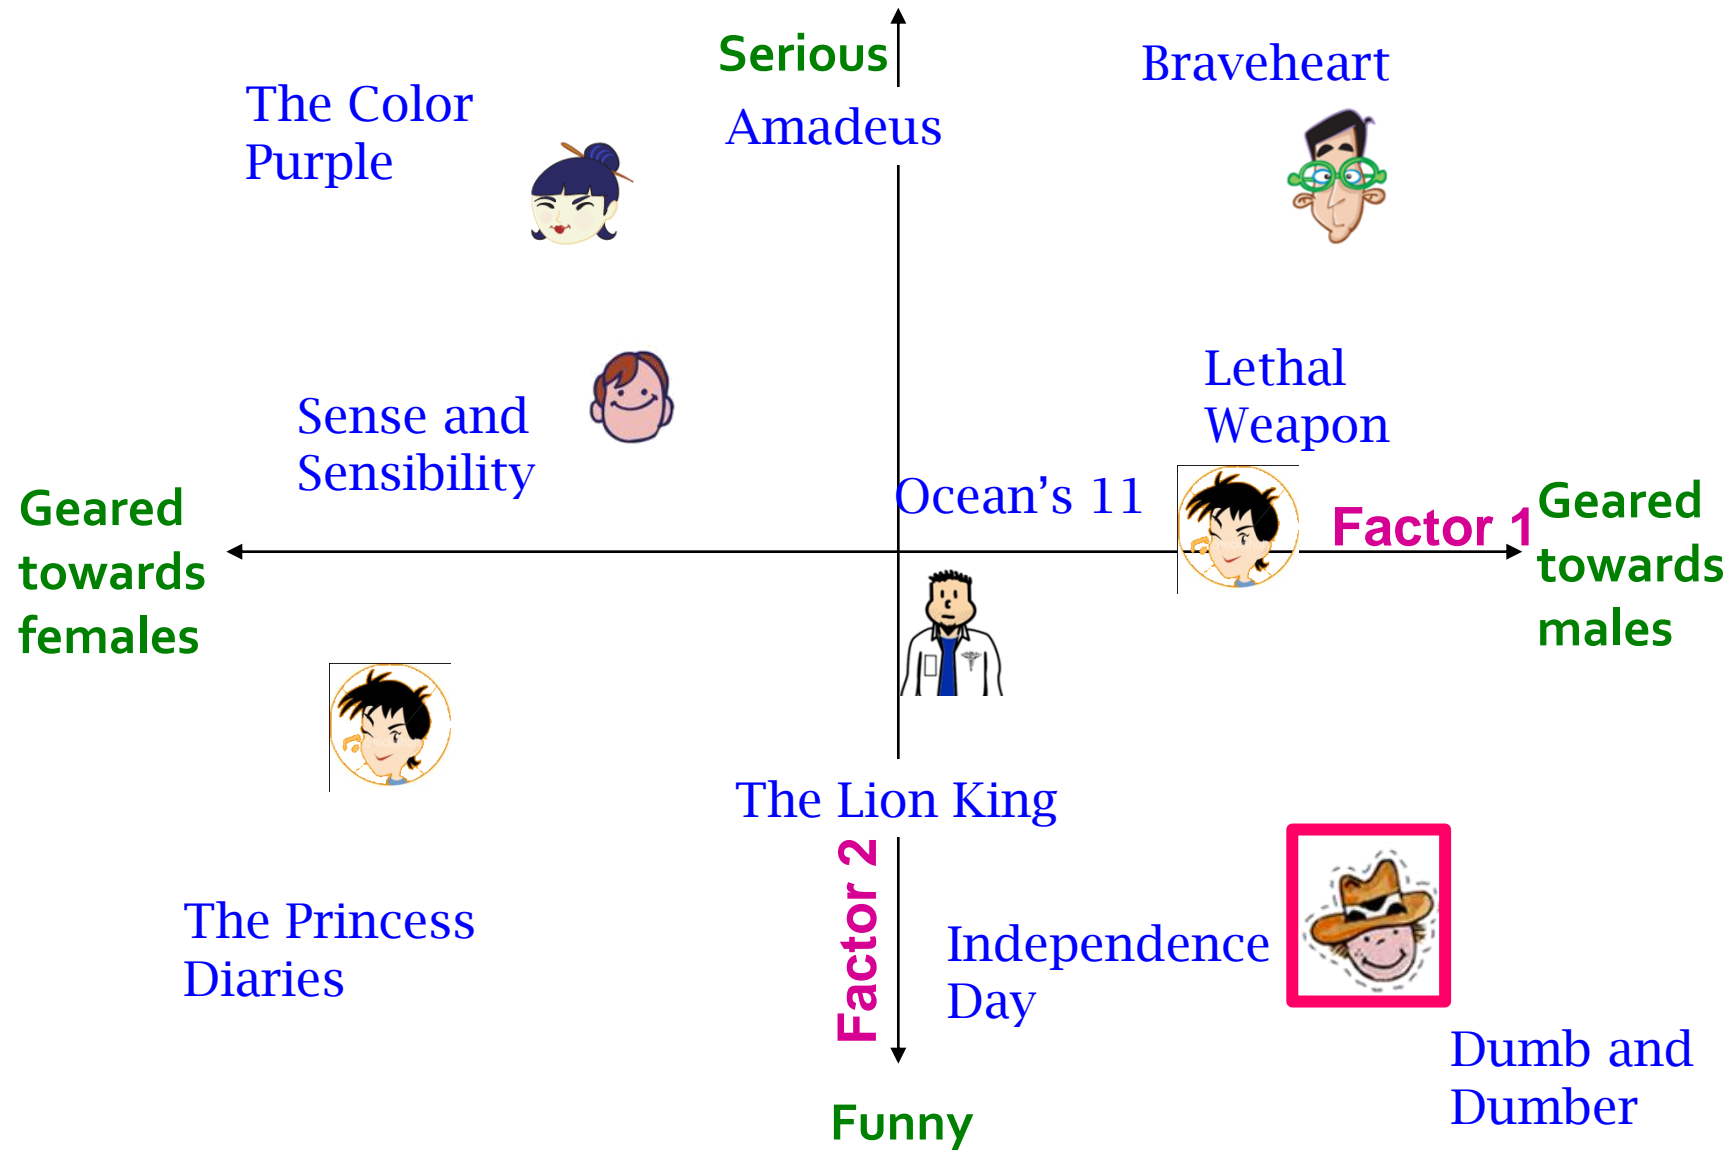 Serious
Braveheart
The Color
Purple
Amadeus
Lethal
Weapon
Sense and
Sensibility
Ocean’s 11
Geared
towards
females
Factor 1
Geared
towards
males
The Lion King
Factor 2
The Princess
Diaries
Independence
Day
Dumb and
Dumber
Funny